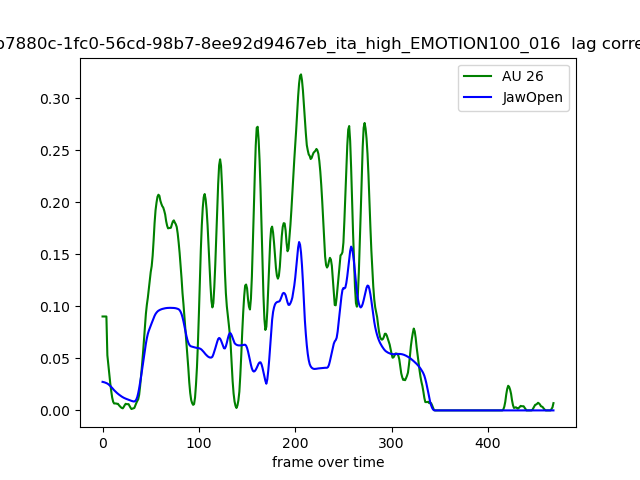 b7880c-1fc0-56cd-98b7-8ee92d9467eb_ita_high_EMOTION100_016 lag corre
AU 26
JawOpen
0.30
0.25
0.20
0.15
0.10
0.05
0.00
0 100 200 300 400
frame over time